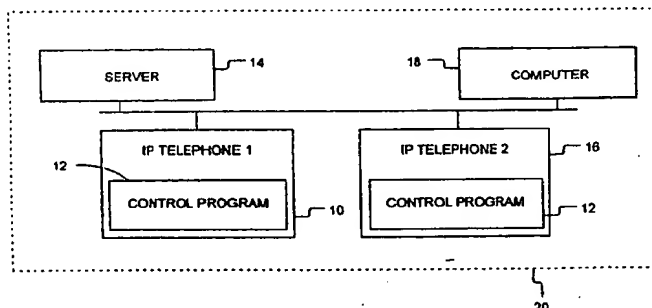 SERVER
14
18
COMPUTER
IP TELEPHONE 1
IP TELEPHONE 2
16
12
CONTROL PROGRAM
10
CONTROL PROGRAM
12
20